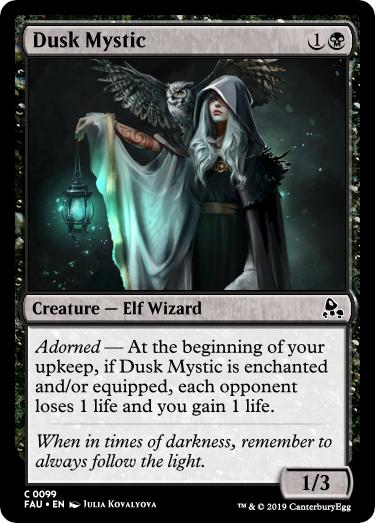 Dusk Mystic 1
Creature — Elf Wizard
Adorned — At the beginning of your
upkeep, if Dusk Mystic is enchanted
and/or equipped, each opponent
loses 1 life and you gain 1 life.
When in times of darkness, remember to
always follow the light.
1/3
C 0099
FAU • EN Julia Kovalyova
™ & © 2019 CanterburyEgg